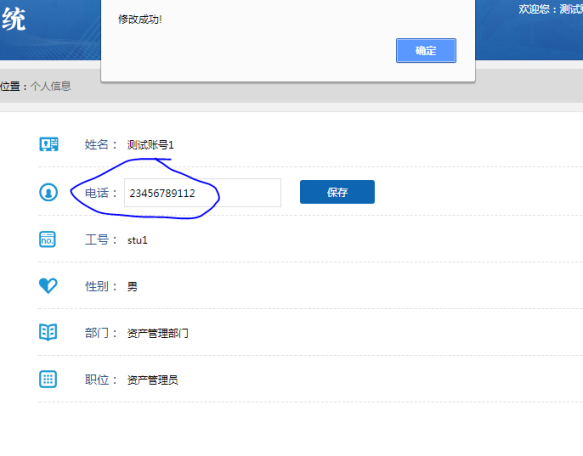 统
修改成功!
确定
欢迎您：测试
位置：个人信息
姓名： 测试账号1
电话： 23456789112 保存
no.
工号： stu1
性别： 男
部门： 资产管理部门
职位： 资产管理员